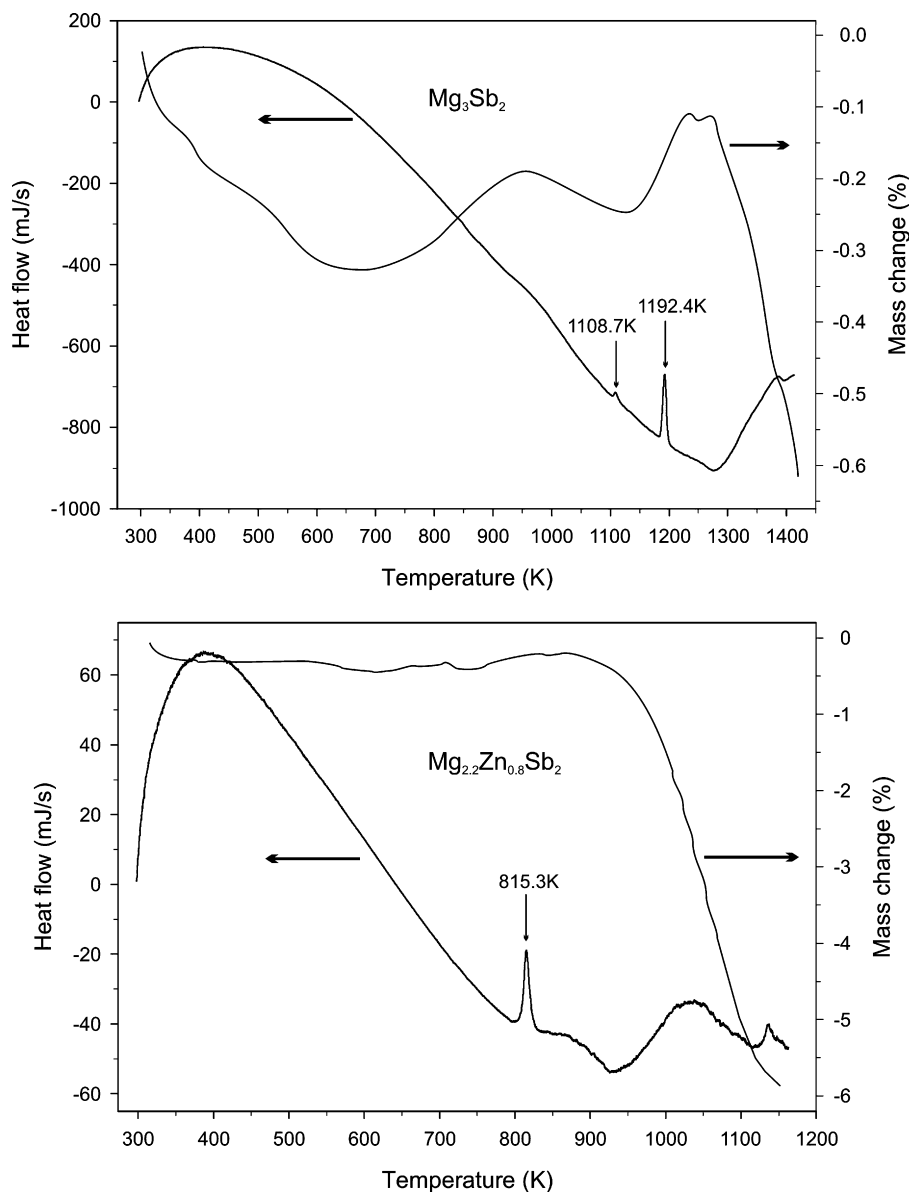 200
0
-200
-400
-600
-800
-1000
Heat flow (mJ/s)
Mg3Sb2
1108.7K
1192.4K
0.0
-0.1
-0.2
-0.3
-0.4
-0.5
-0.6
Mass change (%)
300 400 500 600 700 800 900 1000 1100 1200 1300 1400
Temperature (K)
60
40
20
0
-20
-40
-60
Heat flow (mJ/s)
Mg2.2Zn0.8Sb2
815.3K
0
-1
-2
-3
-4
-5
-6
Mass change (%)
300 400 500 600 700 800 900 1000 1100 1200
Temperature (K)